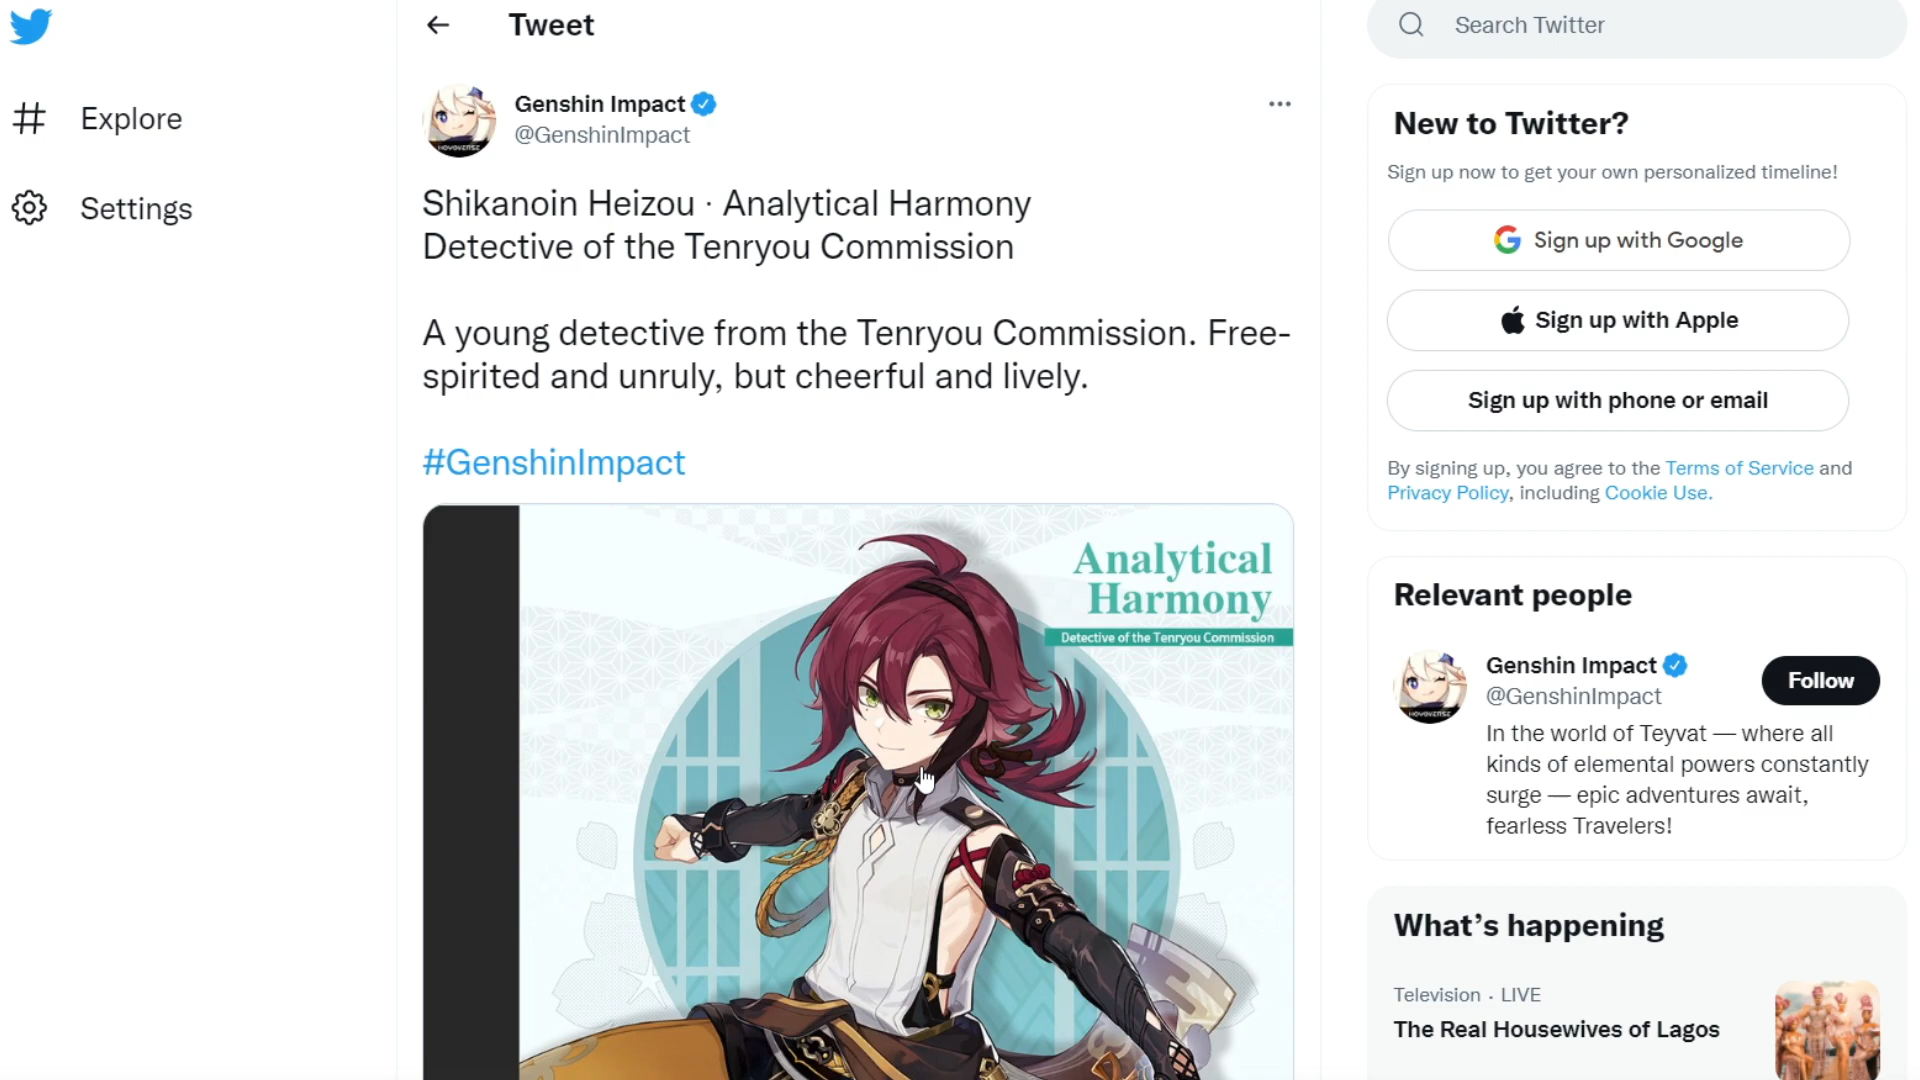 Tweet
Search Twitter
Explore
Settings
Genshin Impact
@GenshinImpact
Shikanoin Heizou · Analytical Harmony
Detective of the Tenryou Commission
A young detective from the Tenryou Commission. Free-
spirited and unruly, but cheerful and lively.
#GenshinImpact
Analytical
Harmony
Detective of the Tenryou Commission
New to Twitter?
Sign up now to get your own personalized timeline!
Sign up with Google
Sign up with Apple
Sign up with phone or email
By signing up, you agree to the Terms of Service and
Privacy Policy, including Cookie Use.
Relevant people
Genshin Impact
@GenshinImpact
Follow
HOYOVERSE
HOYOVERSE
In the world of Teyvat — where all
kinds of elemental powers constantly
surge — epic adventures await,
fearless Travelers!
What's happening
Television · LIVE
The Real Housewives of Lagos